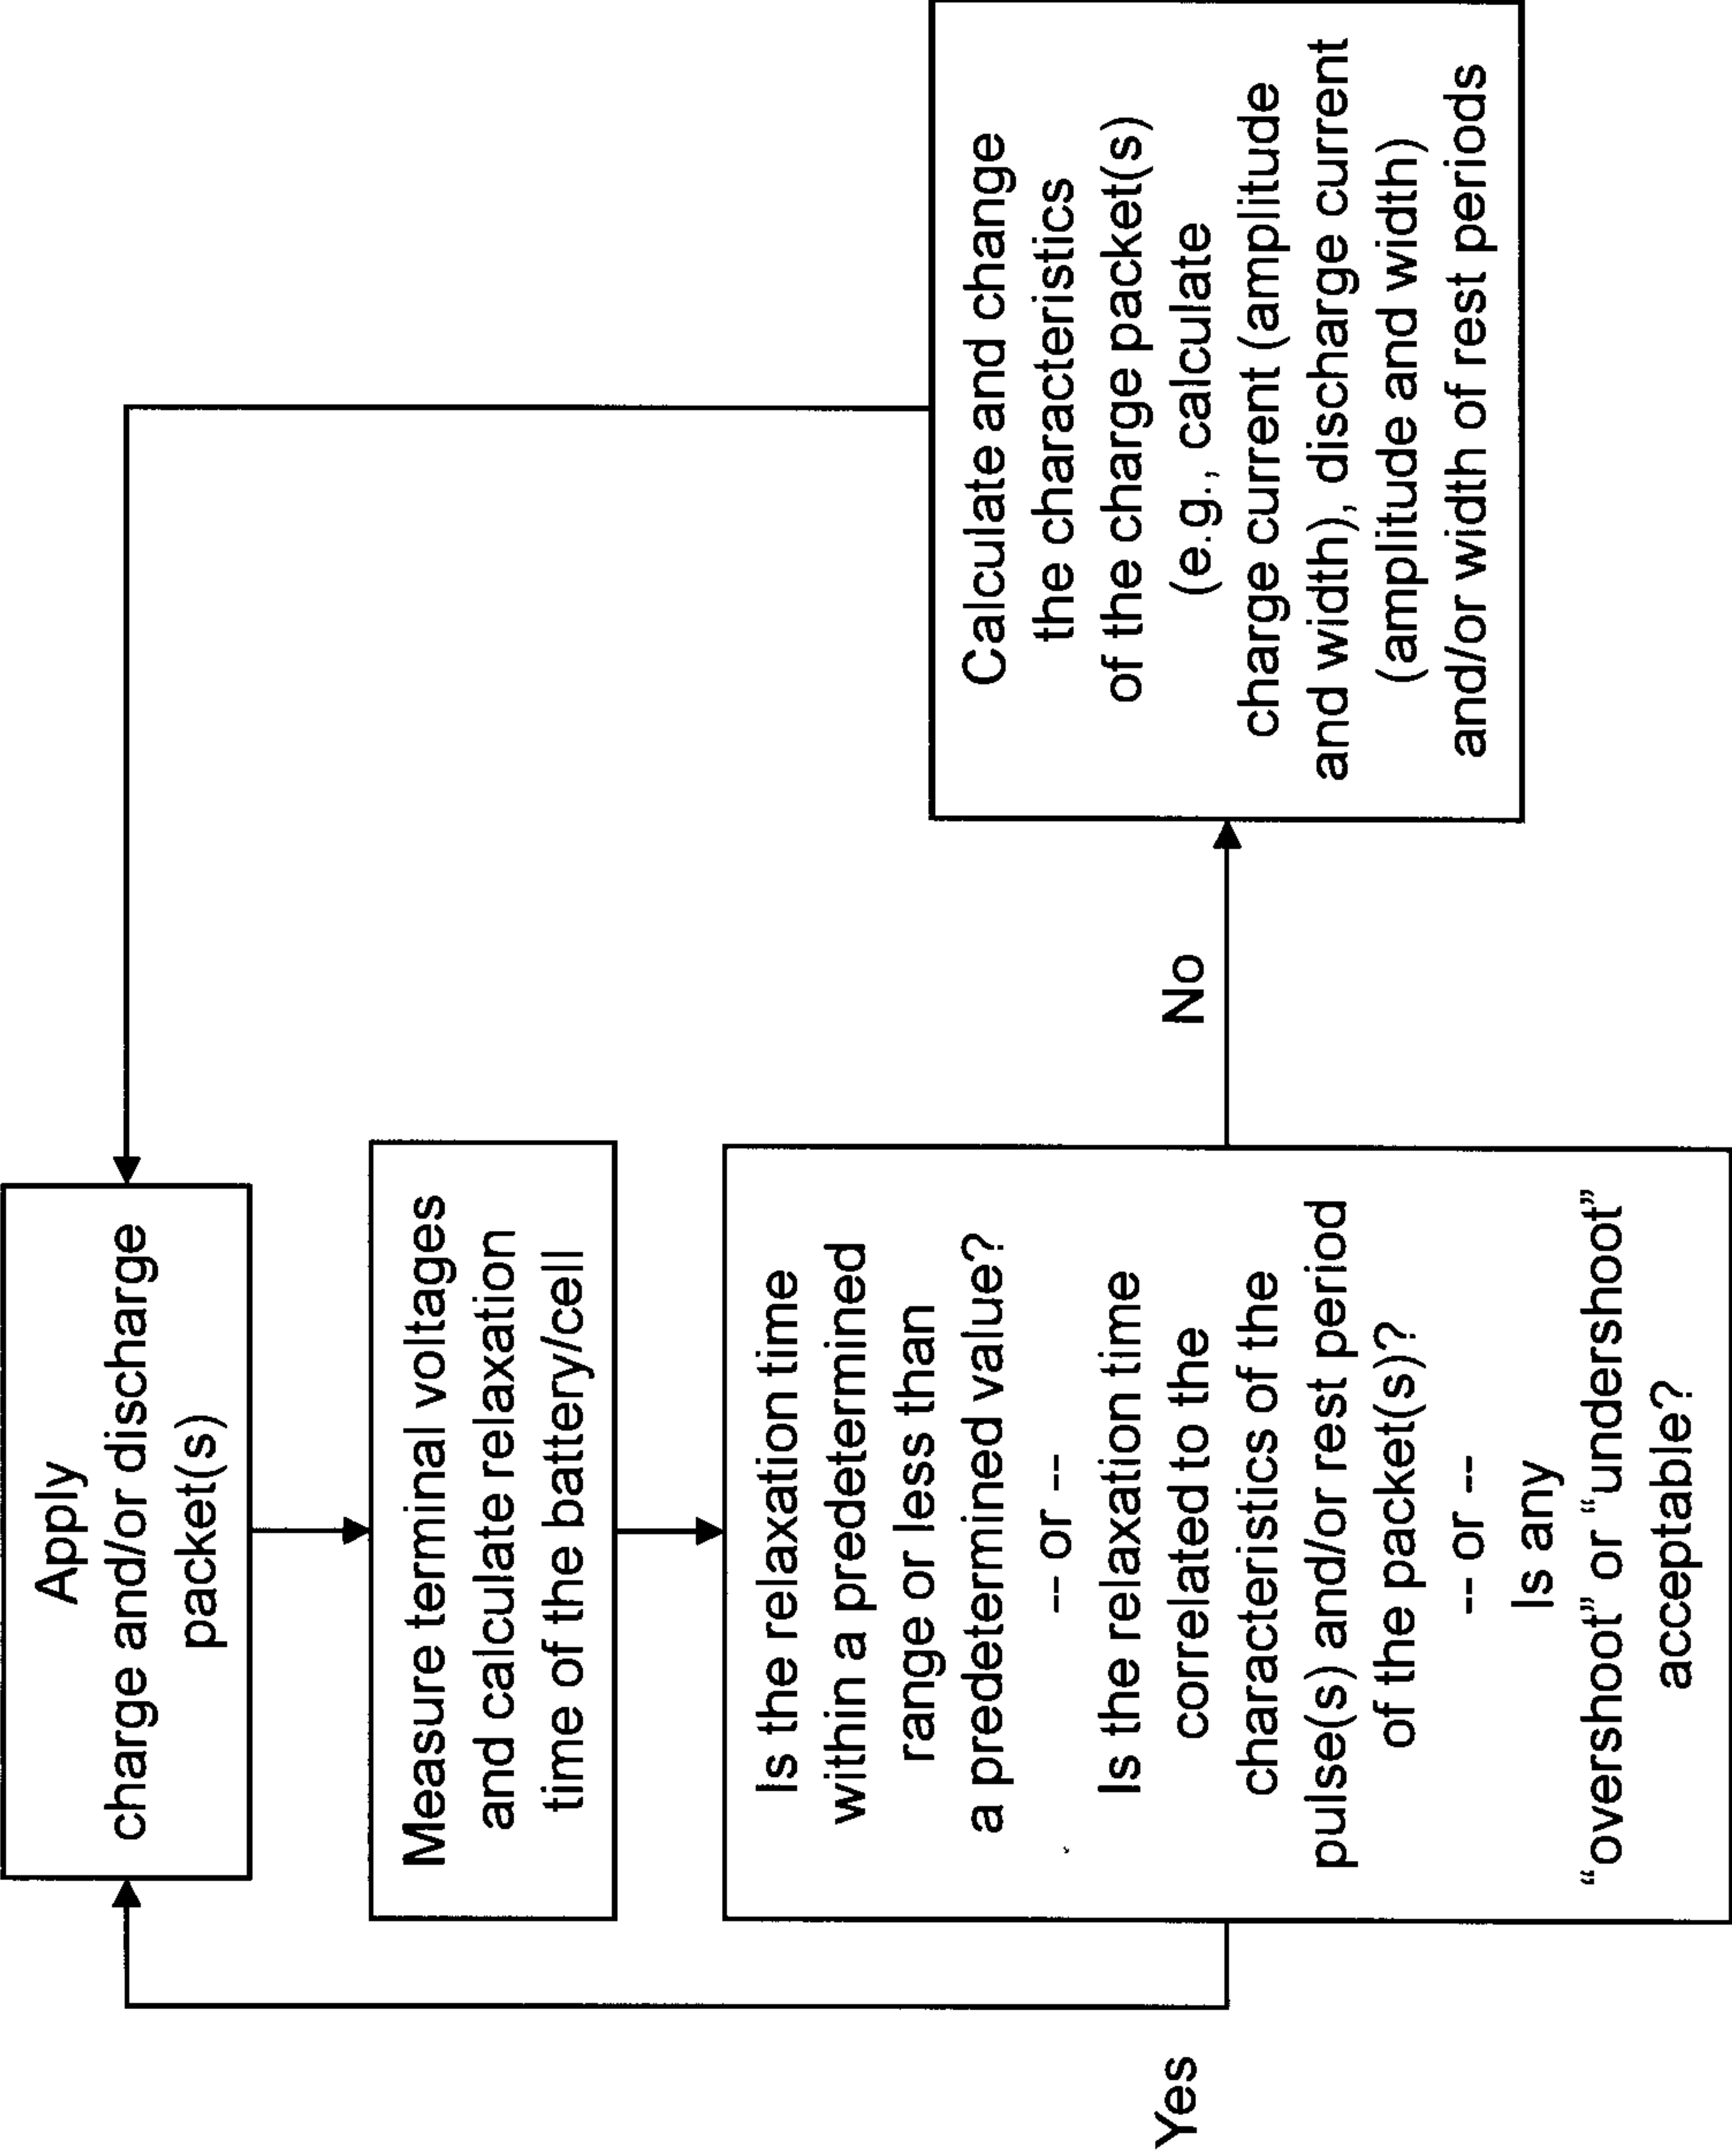 Apply
charge and/or discharge
packet(s)
Measure terminal voltages
and calculate relaxation
time of the battery/cell
Is the relaxation time
within a predetermined
range or less than
a predetermined value?
-- or --
Is the relaxation time
correlated to the
characteristics of the
pulse(s) and/or rest period
of the packet(s)?
-- or --
Is any
“overshoot” or “undershoot”
acceptable?
Yes
No
Calculate and change
the characteristics
of the charge packet(s)
(e.g., calculate
charge current (amplitude
and width), discharge current
(amplitude and width)
and/or width of rest periods